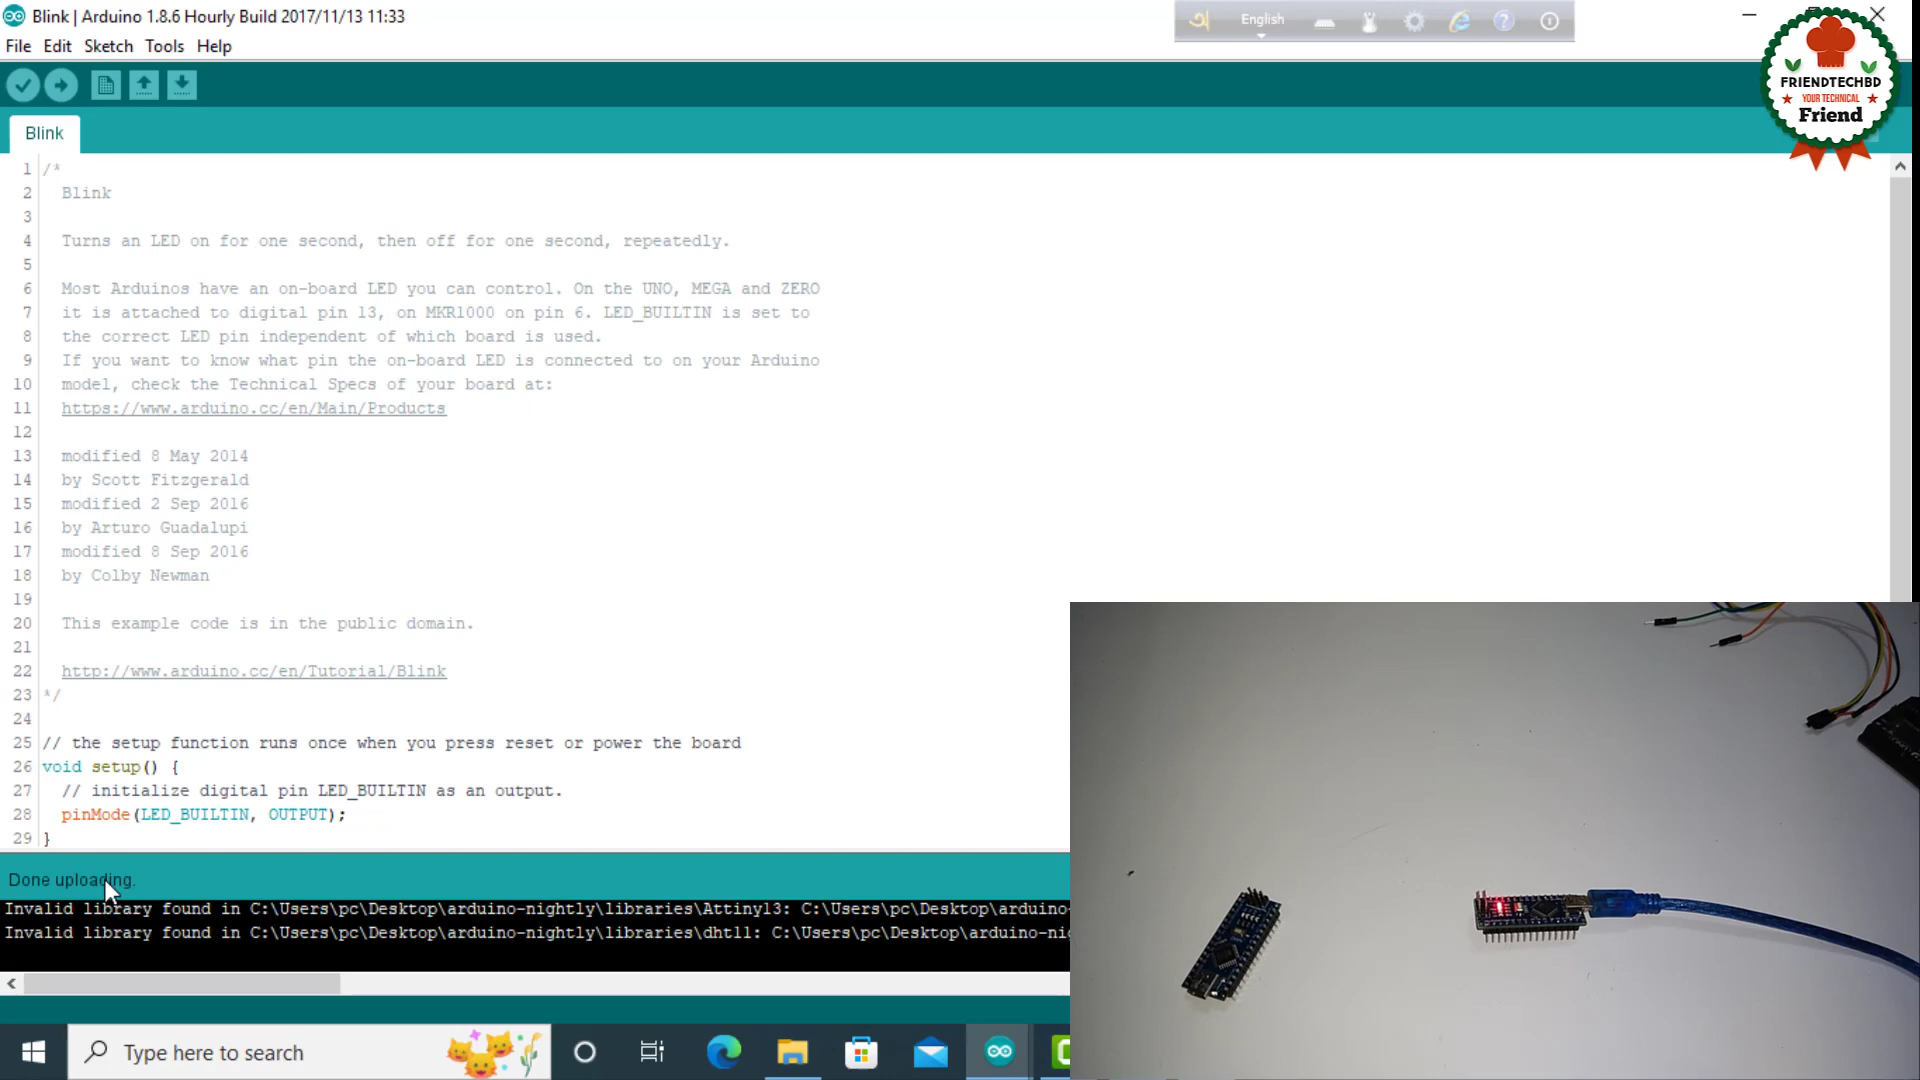 Blink | Arduino 1.8.6 Hourly Build 2017/11/13 11:33
English
File Edit Sketch Tools Help
FRIENDTECHBD
YOUR TECHNICAL
Friend
Blink
1 /*
2 Blink
3
4 Turns an LED on for one second, then off for one second, repeatedly.
5
6 Most Arduinos have an on-board LED you can control. On the UNO, MEGA and ZERO
7 it is attached to digital pin 13, on MKR1000 on pin 6. LED_BUILTIN is set to
8 the correct LED pin independent of which board is used.
9 If you want to know what pin the on-board LED is connected to on your Arduino
10 model, check the Technical Specs of your board at:
11 https://www.arduino.cc/en/Main/Products
12
13 modified 8 May 2014
14 by Scott Fitzgerald
15 modified 2 Sep 2016
16 by Arturo Guadalupi
17 modified 8 Sep 2016
18 by Colby Newman
19
20 This example code is in the public domain.
21
22 http://www.arduino.cc/en/Tutorial/Blink
23 */
24
25 // the setup function runs once when you press reset or power the board
26 void setup() {
27 // initialize digital pin LED_BUILTIN as an output.
28 pinMode(LED_BUILTIN, OUTPUT);
29 }
Done uploading.
Invalid library found in C:\Users\pc\Desktop\arduino-nightly\libraries\Attiny13: C:\Users\pc\Desktop\arduino-
Invalid library found in C:\Users\pc\Desktop\arduino-nightly\libraries\dht11: C:\Users\pc\Desktop\arduino-nig
Type here to search